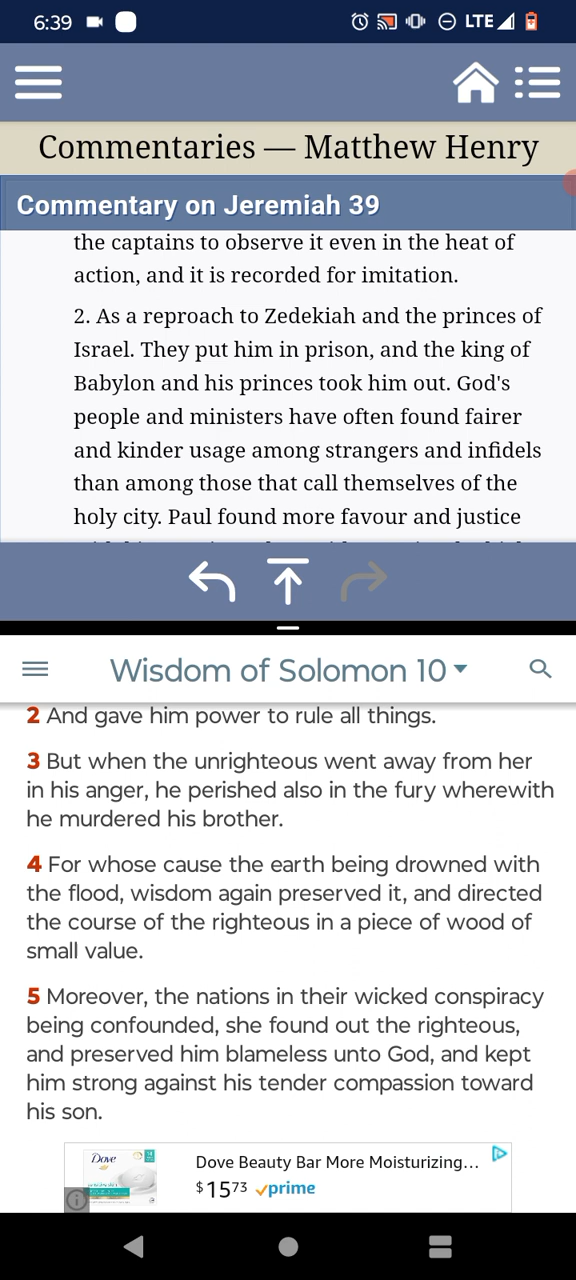 6:39
LTE
Commentaries — Matthew Henry
Commentary on Jeremiah 39
the captains to observe it even in the heat of
action, and it is recorded for imitation.
2. As a reproach to Zedekiah and the princes of
Israel. They put him in prison, and the king of
Babylon and his princes took him out. God's
people and ministers have often found fairer
and kinder usage among strangers and infidels
than among those that call themselves of the
holy city. Paul found more favour and justice
Wisdom of Solomon 10
2 And gave him power to rule all things.
3 But when the unrighteous went away from her
in his anger, he perished also in the fury wherewith
he murdered his brother.
4 For whose cause the earth being drowned with
the flood, wisdom again preserved it, and directed
the course of the righteous in a piece of wood of
small value.
5 Moreover, the nations in their wicked conspiracy
being confounded, she found out the righteous,
and preserved him blameless unto God, and kept
him strong against his tender compassion toward
his son.
Dove
Dove Beauty Bar More Moisturizing...
$15.73 prime